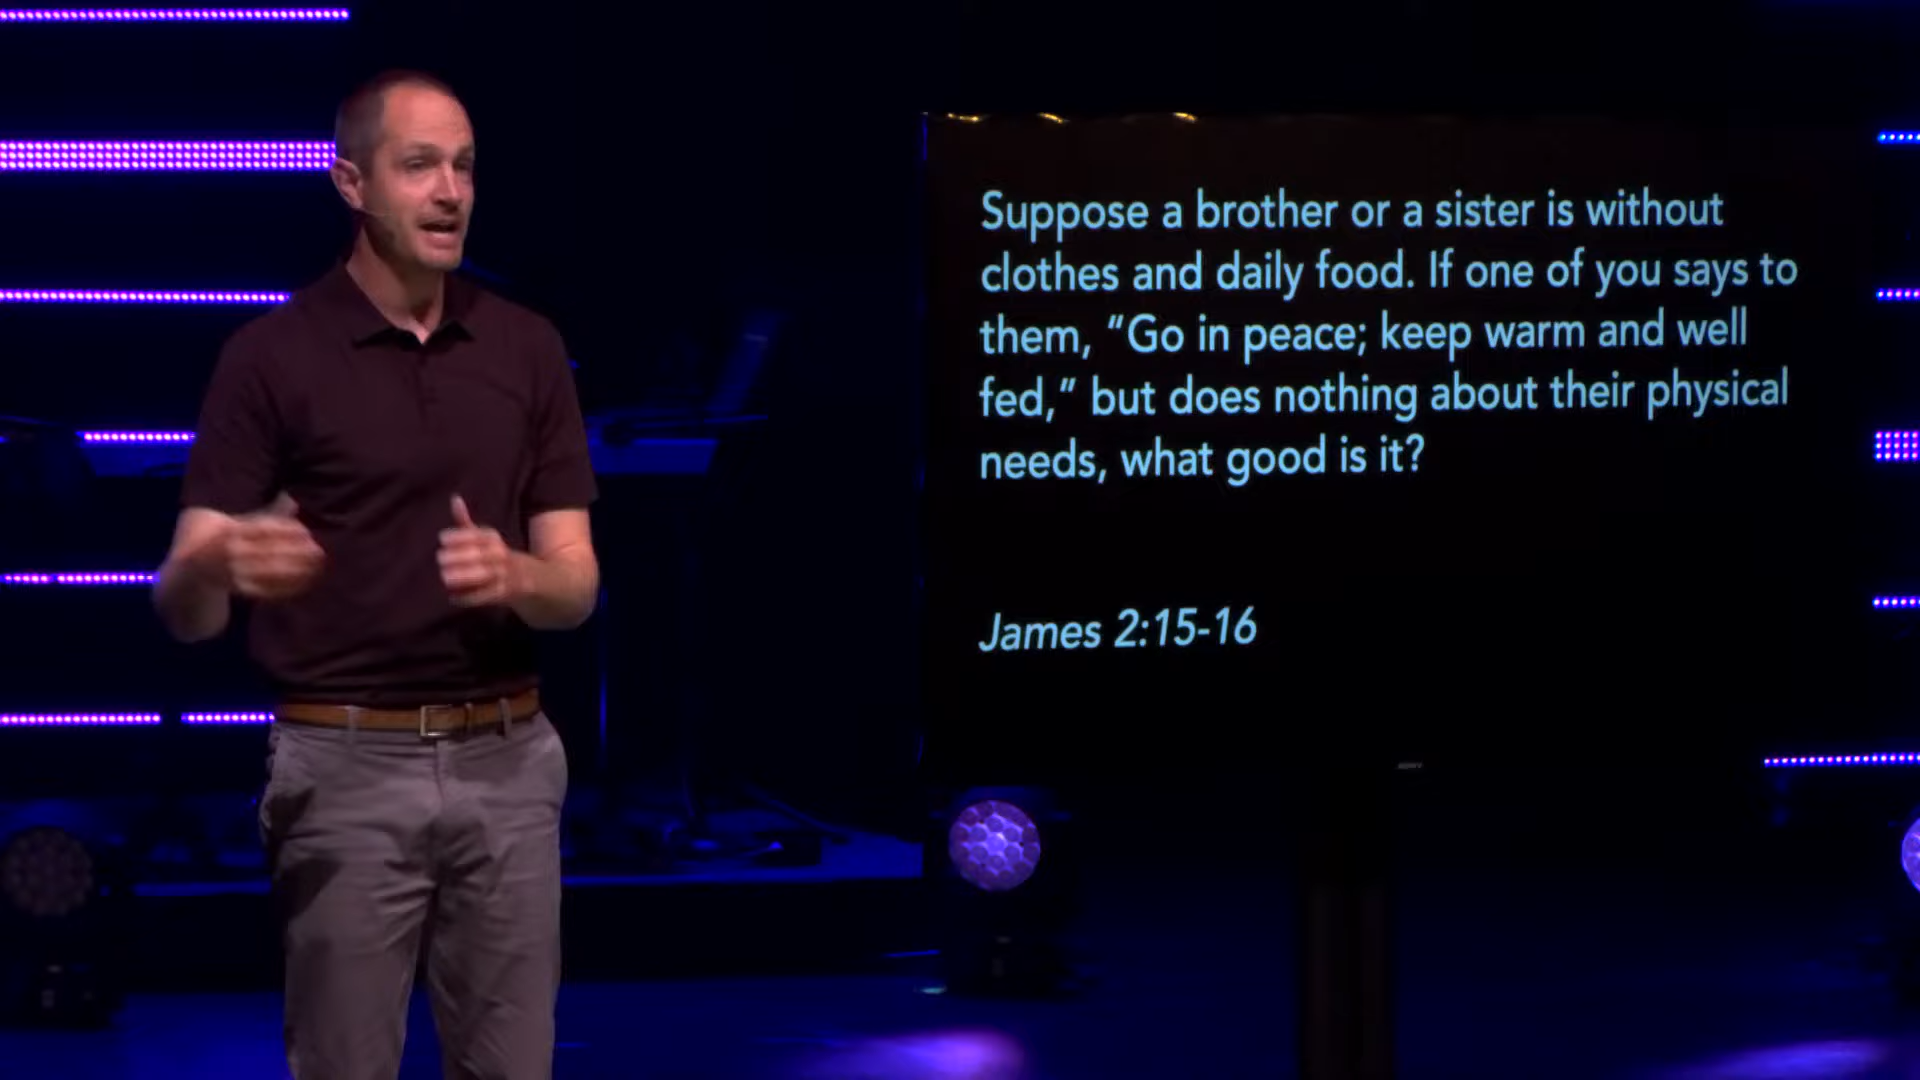 Suppose a brother or a sister is without
clothes and daily food. If one of you says to
them, “Go in peace; keep warm and well
fed,” but does nothing about their physical
needs, what good is it?
James 2:15-16
SONY